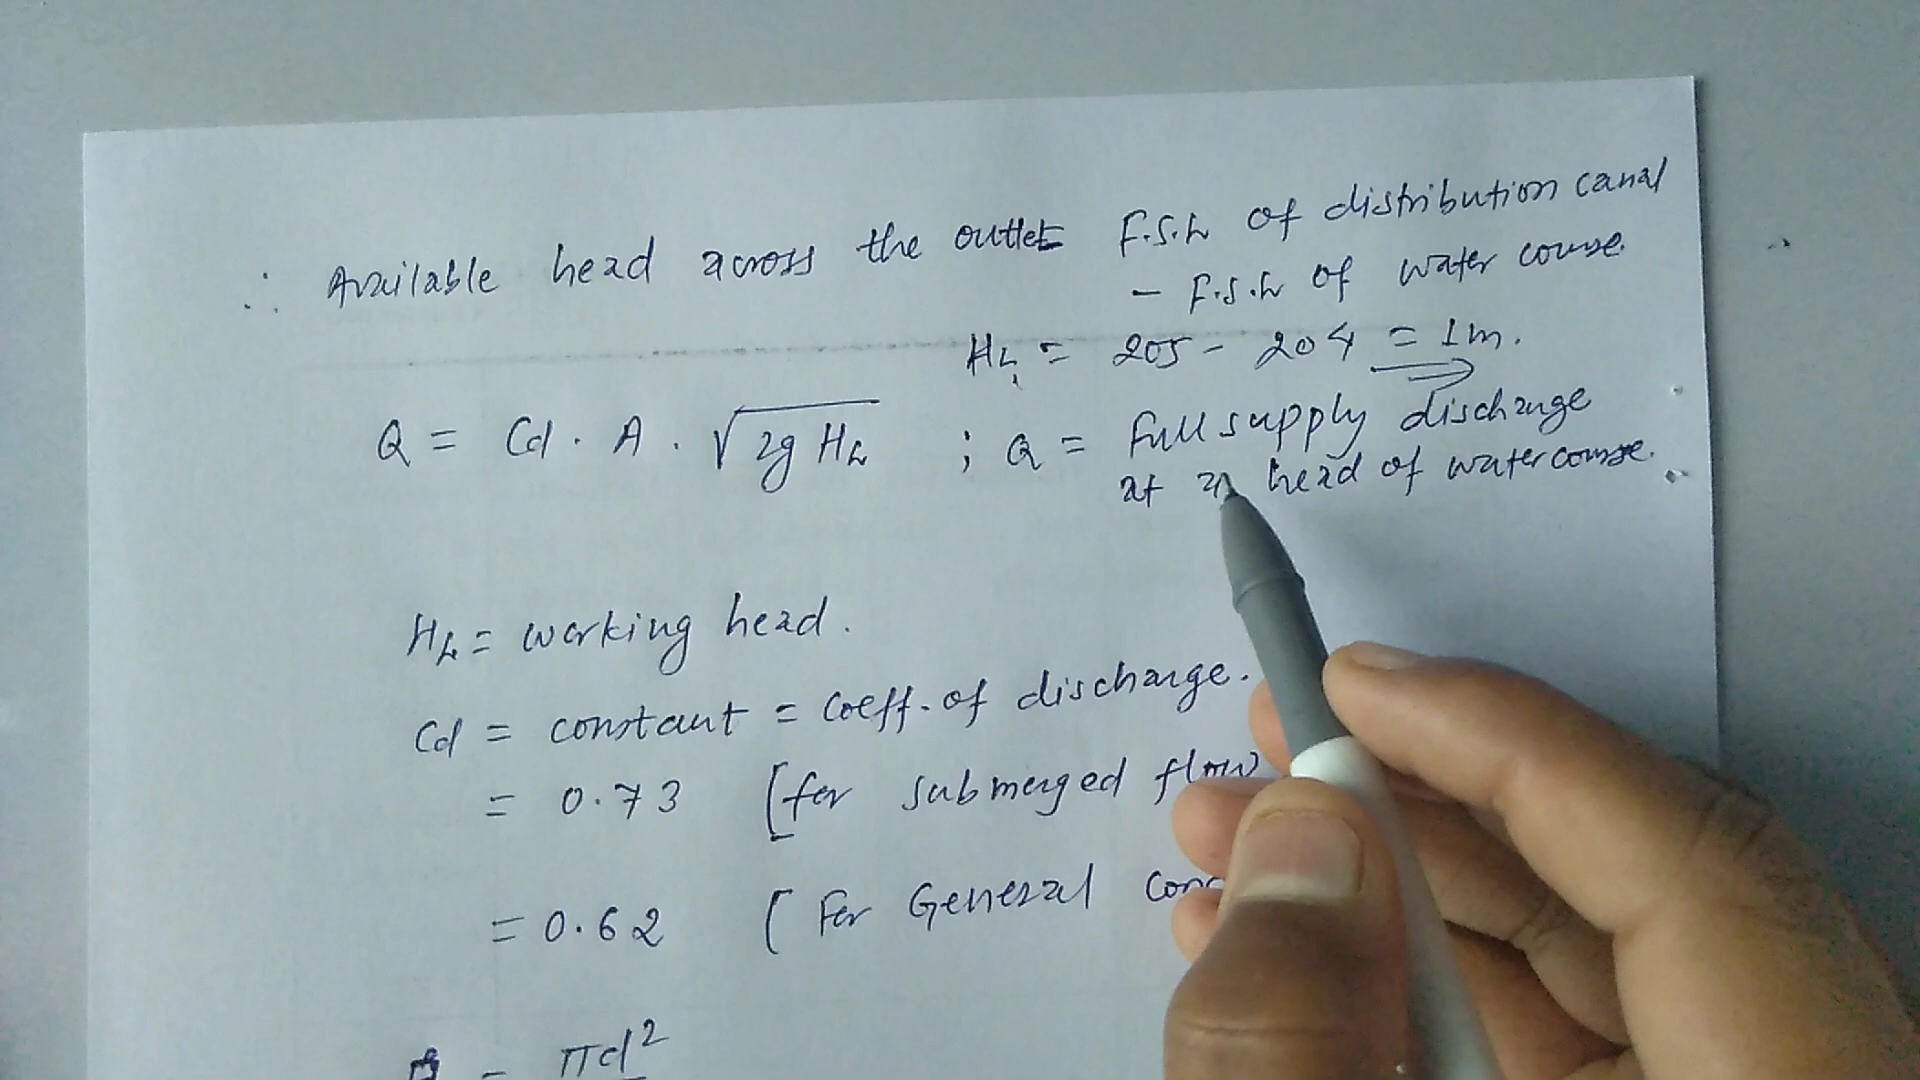 ∴ Available head across the outlet F.S.L of distribution canal
- F.S.L of water course.
HL = 205 - 204 = 1m.
Q = Cd . A . √2g HL ; Q = Full supply discharge
at head of watercourse.
HL = working head.
Cd = constant = Coeff. of discharge.
= 0.73 [for submerged flow
= 0.62 [For General
= πd²